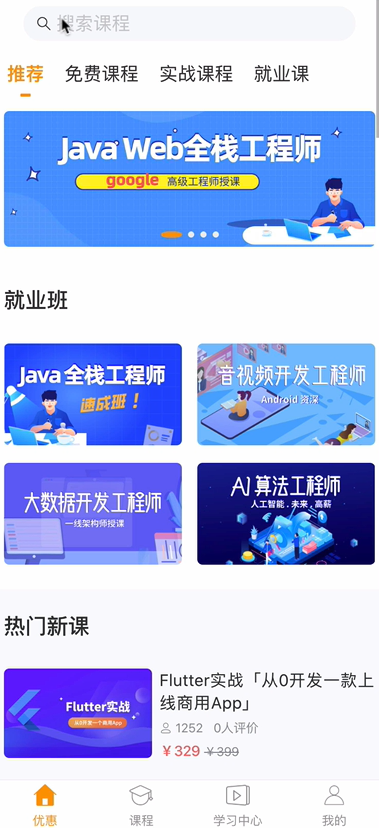 搜索课程
推荐 免费课程 实战课程 就业课
Java Web全栈工程师
google 高级工程师授课
就业班
Java 全栈工程师
速成班！
音视频开发工程师
Android 资深
大数据开发工程师
一线架构师授课
AI 算法工程师
人工智能 . 未来 . 高薪
热门新课
Flutter实战
从0开发一个商用App
Flutter实战「从0开发一款上
线商用App」
1252 0人评价
￥329 ￥399
优惠 课程 学习中心 我的